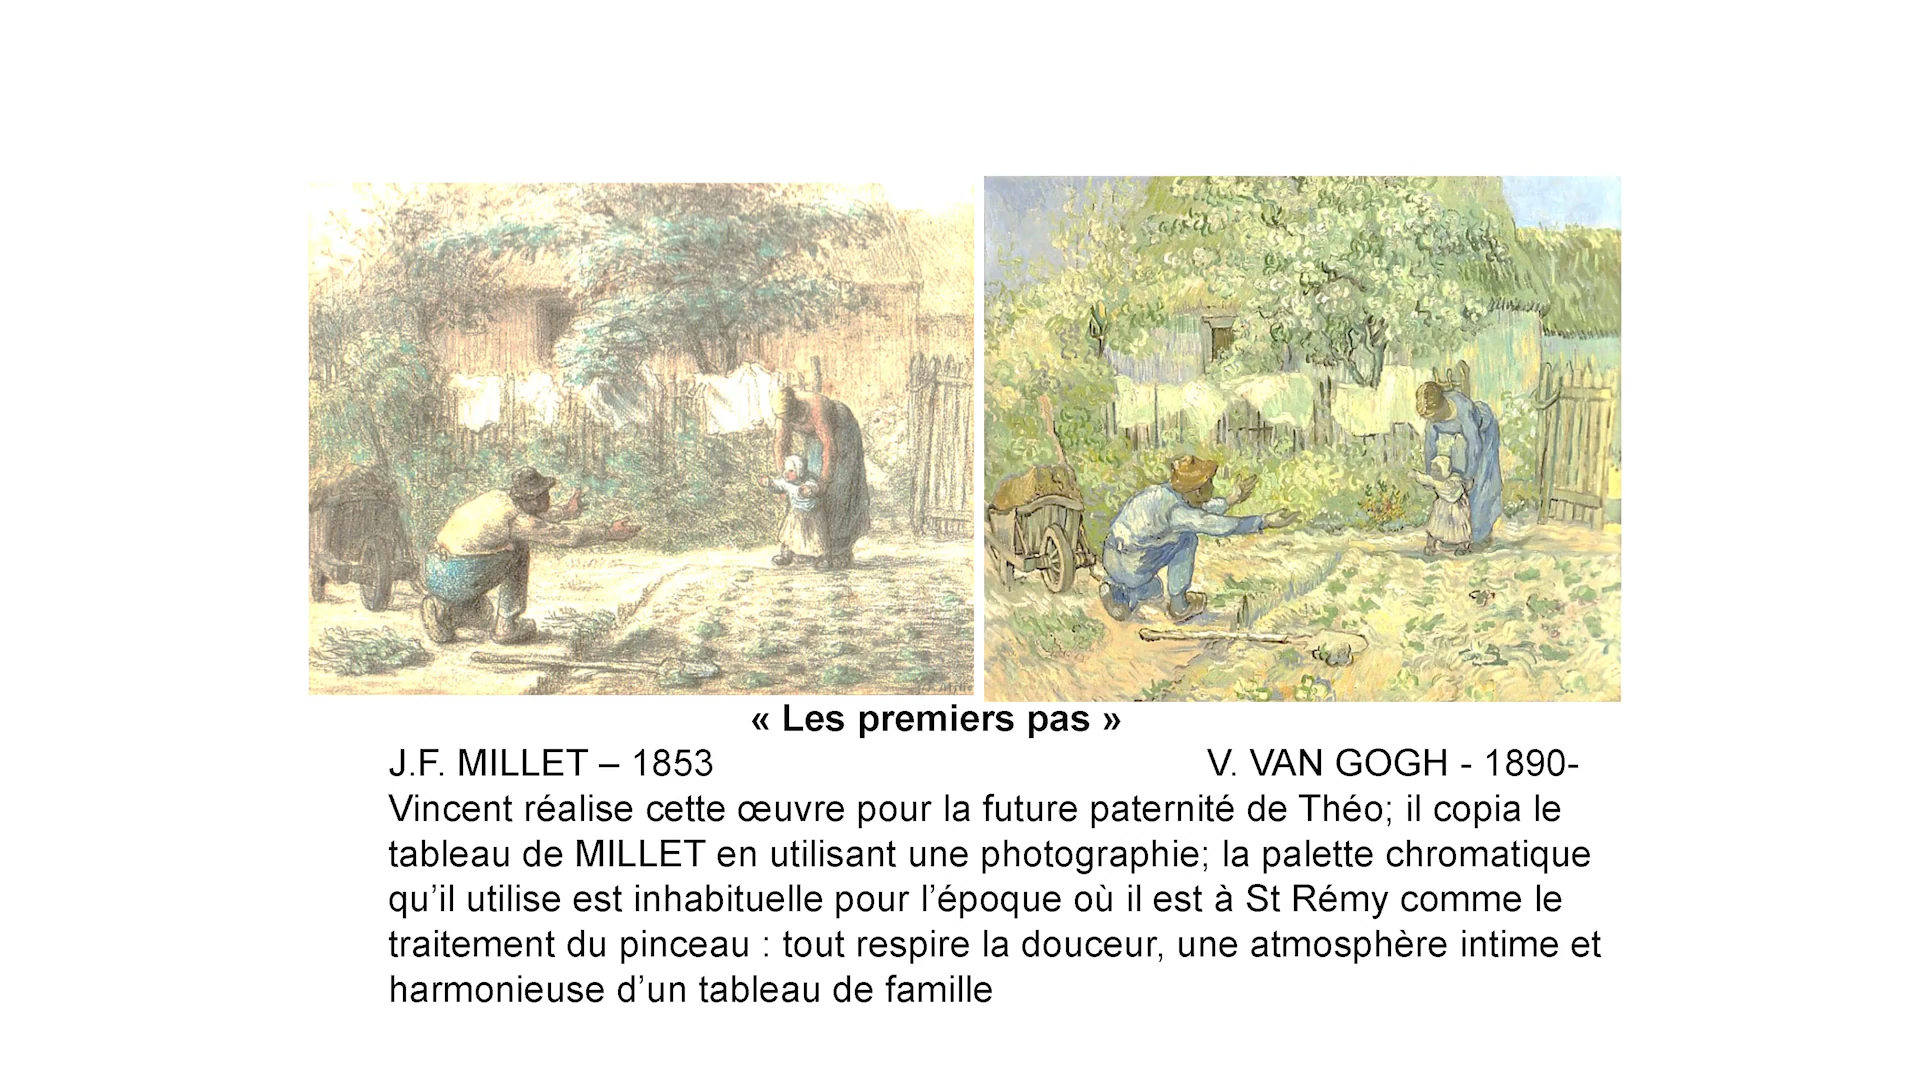 « Les premiers pas »
J.F. MILLET – 1853 V. VAN GOGH - 1890-
Vincent réalise cette œuvre pour la future paternité de Théo; il copia le
tableau de MILLET en utilisant une photographie; la palette chromatique
qu’il utilise est inhabituelle pour l’époque où il est à St Rémy comme le
traitement du pinceau : tout respire la douceur, une atmosphère intime et
harmonieuse d’un tableau de famille